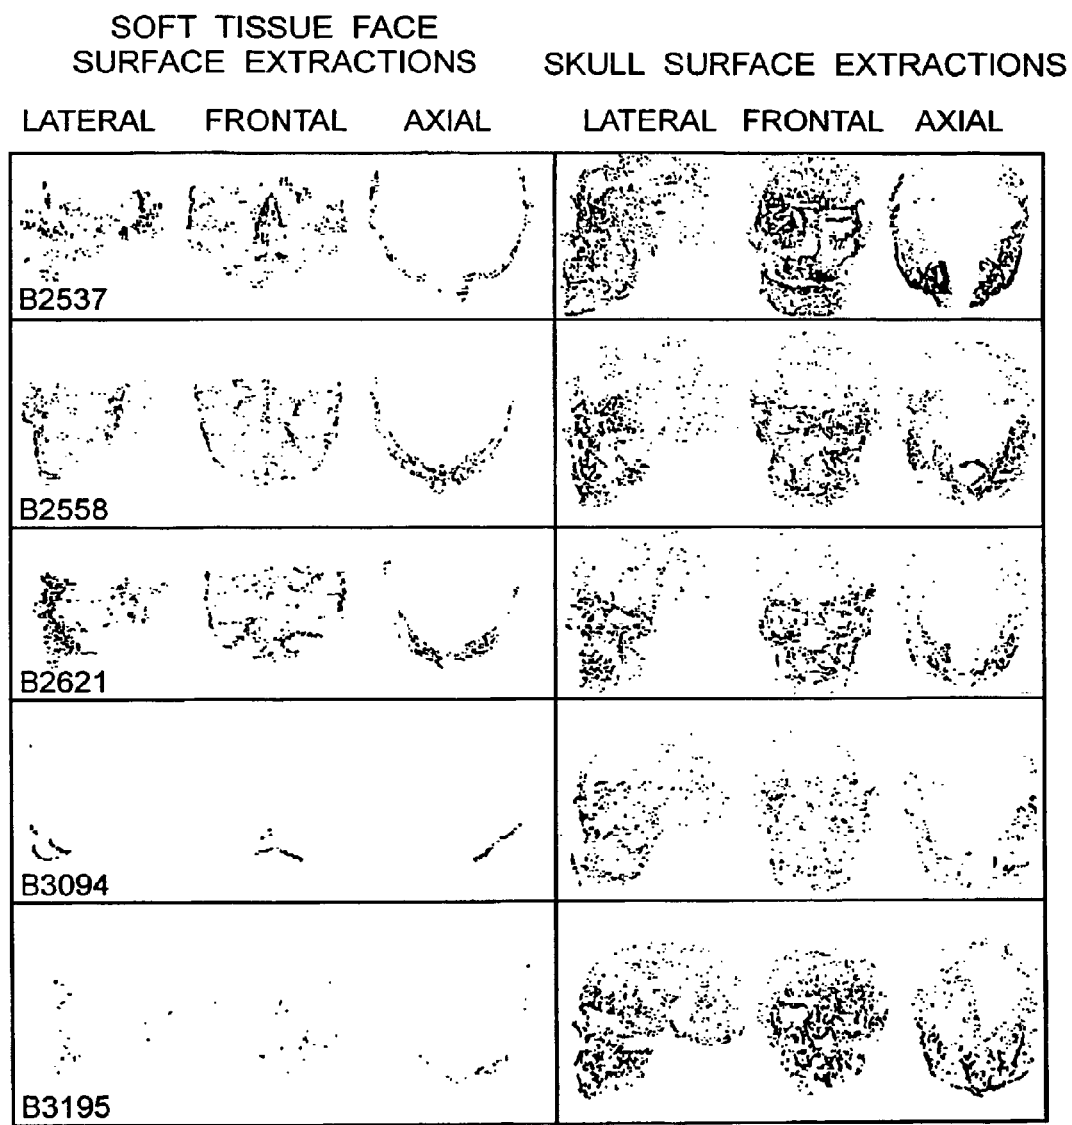 SOFT TISSUE FACE
SURFACE EXTRACTIONS
SKULL SURFACE EXTRACTIONS
LATERAL FRONTAL AXIAL
LATERAL FRONTAL AXIAL
B2537
B2558
B2621
B3094
B3195